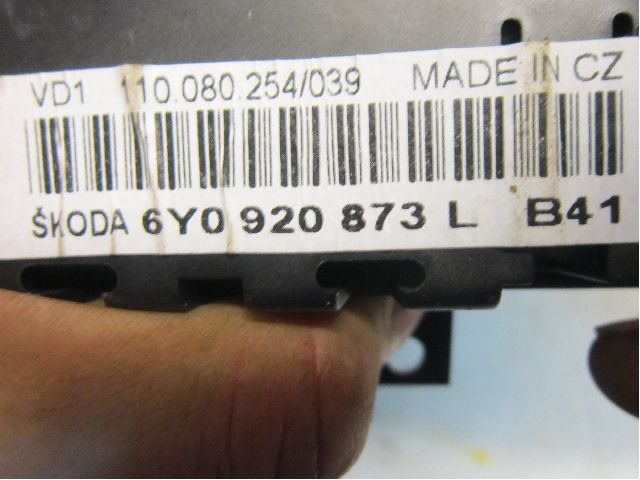 VD1 110.080.254/039 MADE IN CZ
ŠKODA 6Y0 920 873 L B41